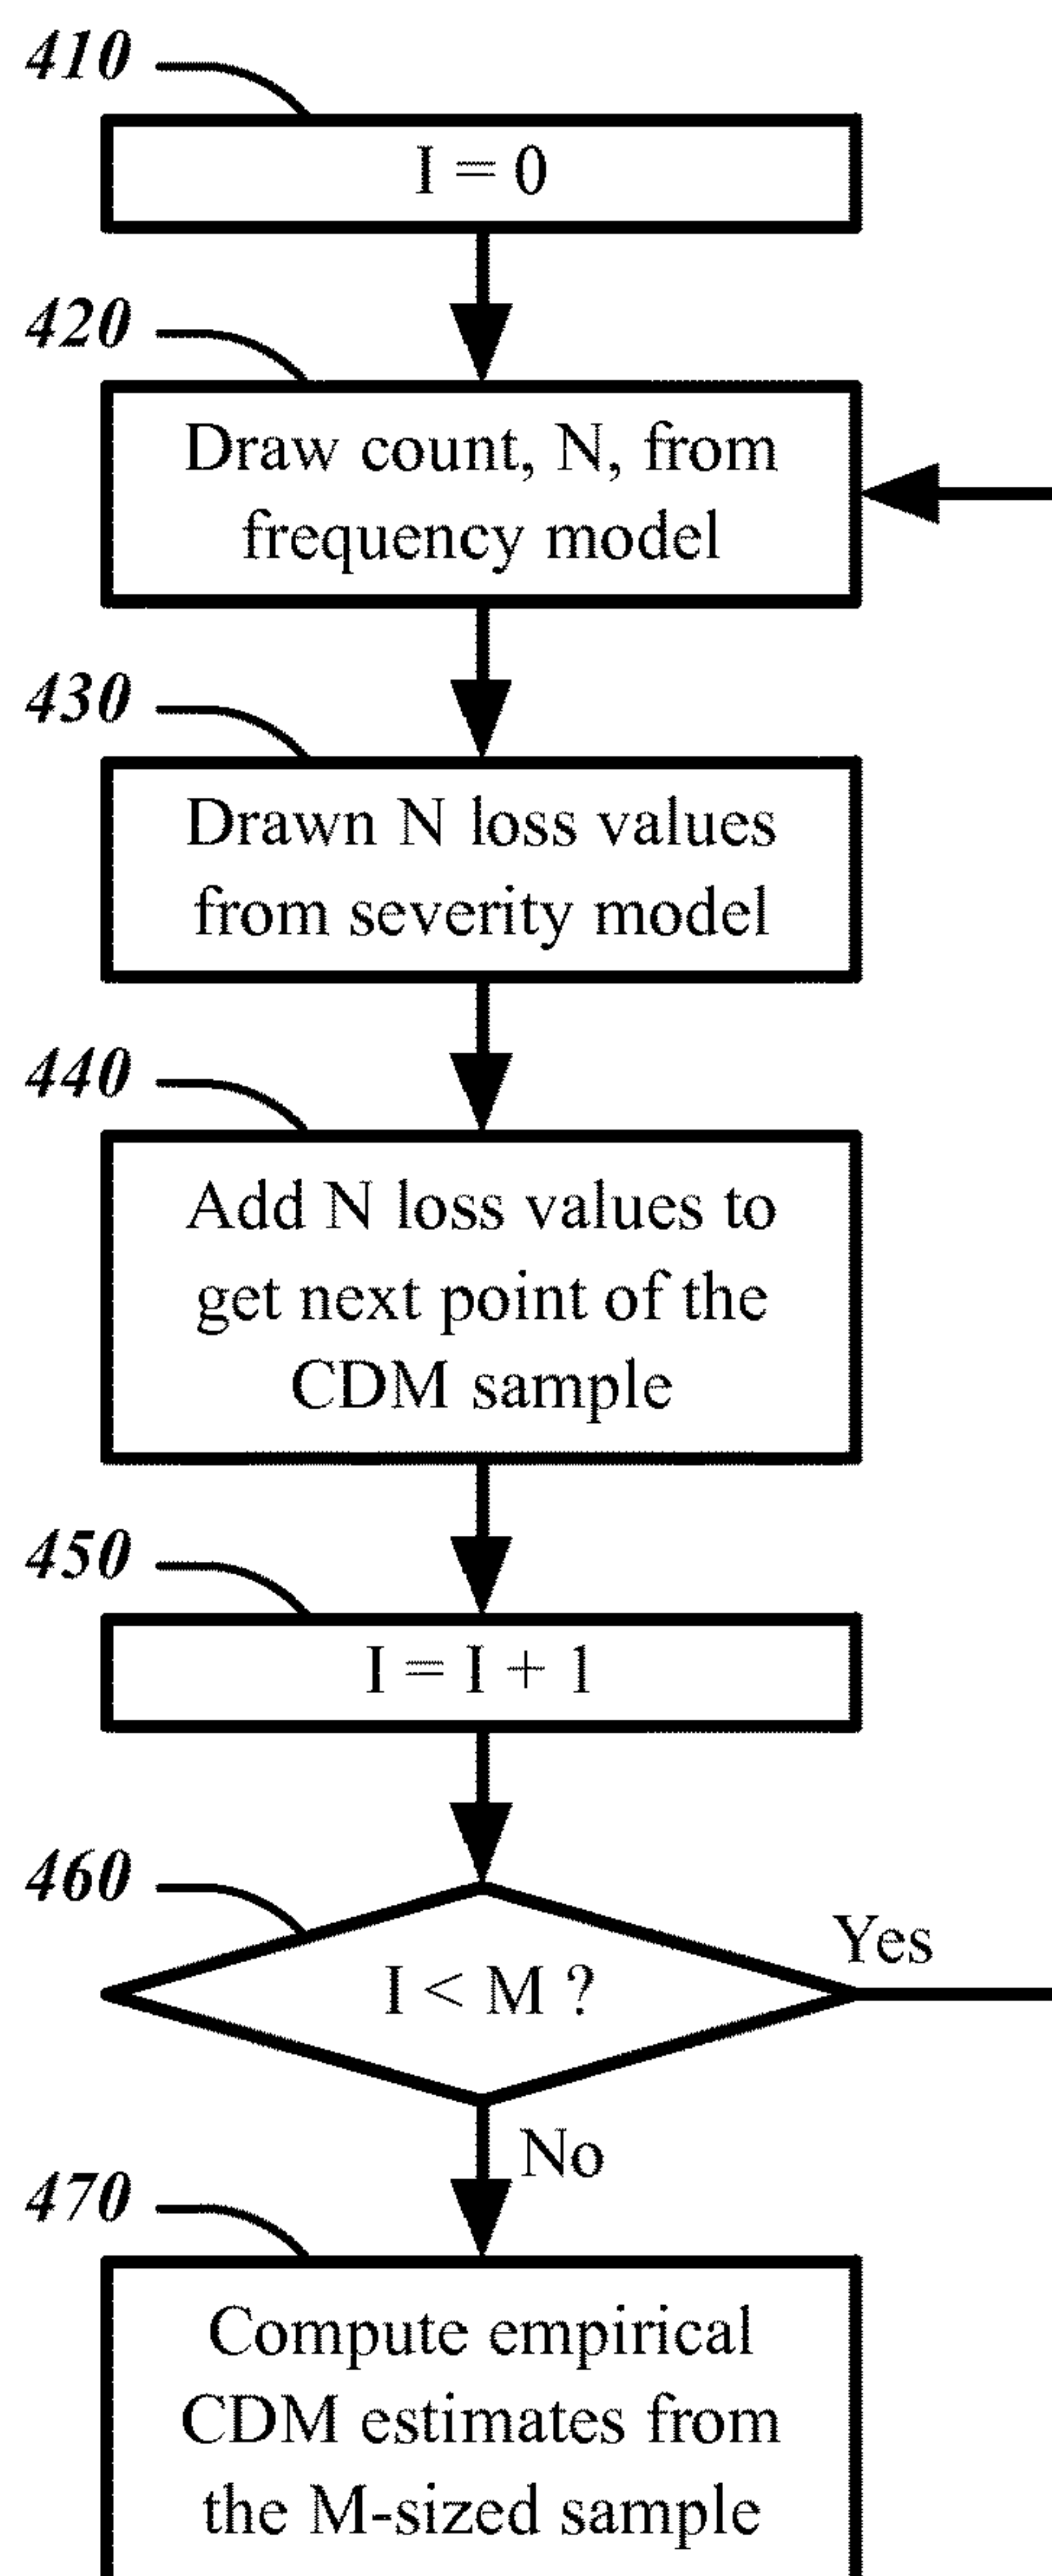 410
I = 0
420
Draw count, N, from
frequency model
430
Drawn N loss values
from severity model
440
Add N loss values to
get next point of the
CDM sample
450
I = I + 1
460
I < M ?
Yes
No
470
Compute empirical
CDM estimates from
the M-sized sample